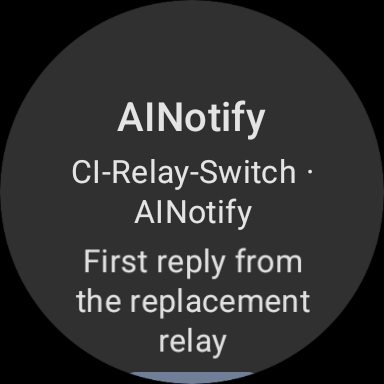 AINotify
CI-Relay-Switch ·
AINotify
First reply from
the replacement
relay